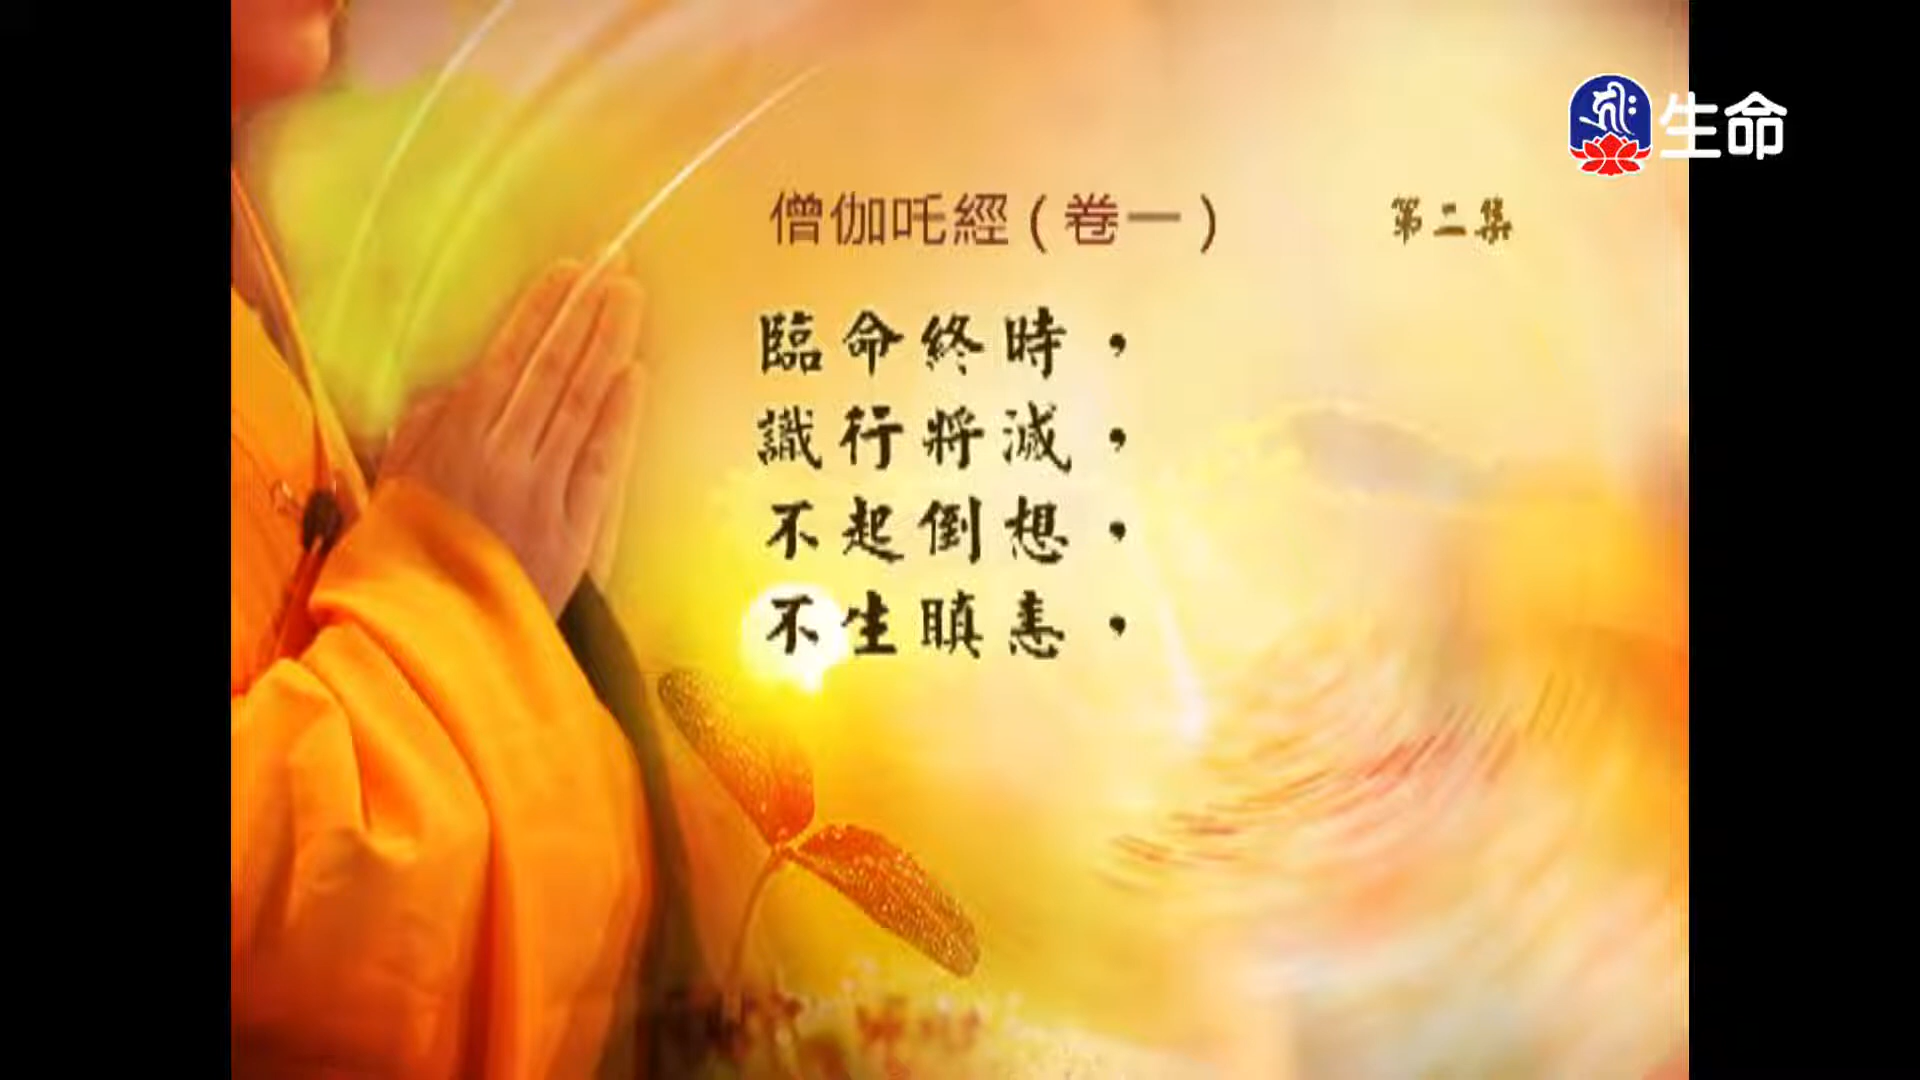 生命
僧伽吒經(卷一) 第二集
臨命終時，
識行將滅，
不起倒想，
不生瞋恚，